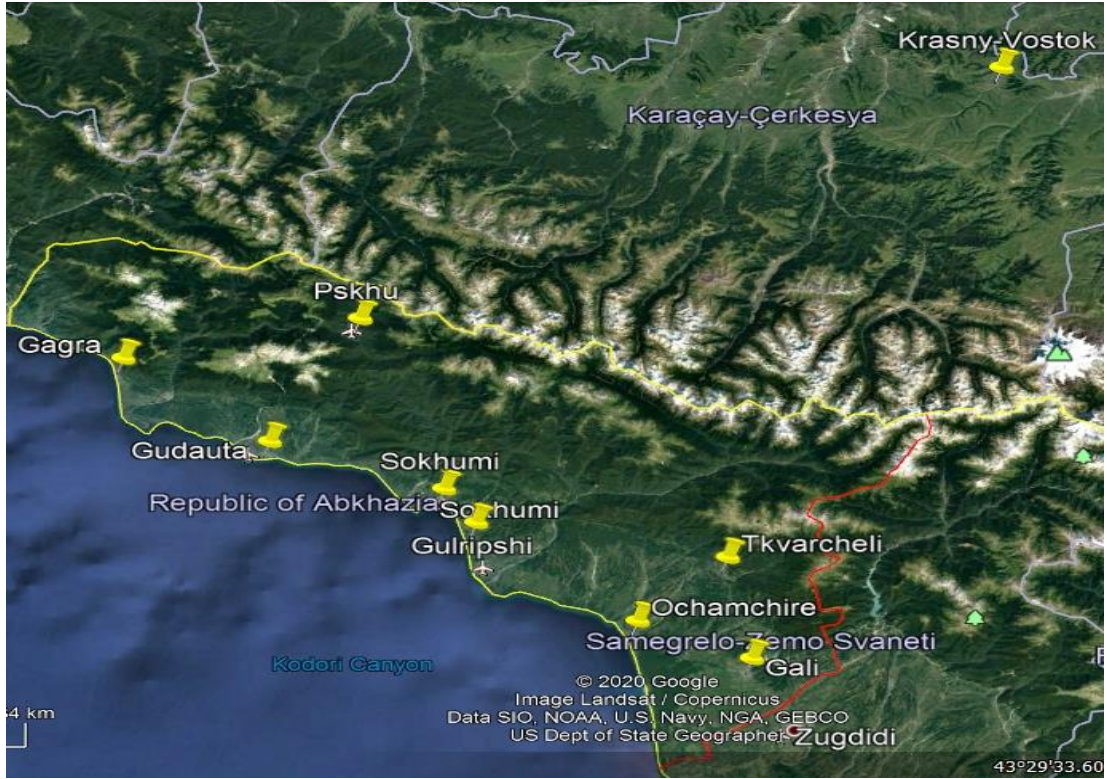 Krasny-Vostok
Karaçay-Çerkesya
Pskhu
Gagra
Gudauta
Sokhumi
Republic of Abkhazia
Sokhumi
Gulripshi
Tkvarcheli
Ochamchire
Samegrelo-Zemo Svaneti
Gali
Kodori Canyon
© 2020 Google
Image Landsat / Copernicus
Data SIO, NOAA, U.S. Navy, NGA, GEBCO
US Dept of State Geographer
Zugdidi
km
43°29'33.60